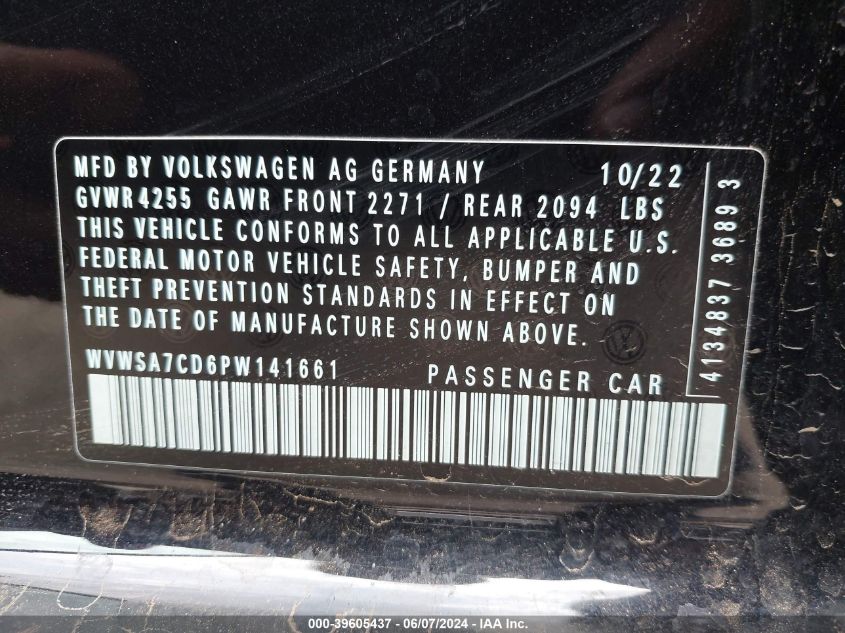 MFD BY VOLKSWAGEN AG GERMANY 10/22
GVWR 4255 GAWR FRONT 2271 / REAR 2094 LBS
THIS VEHICLE CONFORMS TO ALL APPLICABLE U.S.
FEDERAL MOTOR VEHICLE SAFETY, BUMPER AND
THEFT PREVENTION STANDARDS IN EFFECT ON
THE DATE OF MANUFACTURE SHOWN ABOVE.
WVWSA7CD6PW141661 PASSENGER CAR
4134837 3689 3
000-39605437 - 06/07/2024 - IAAI.com